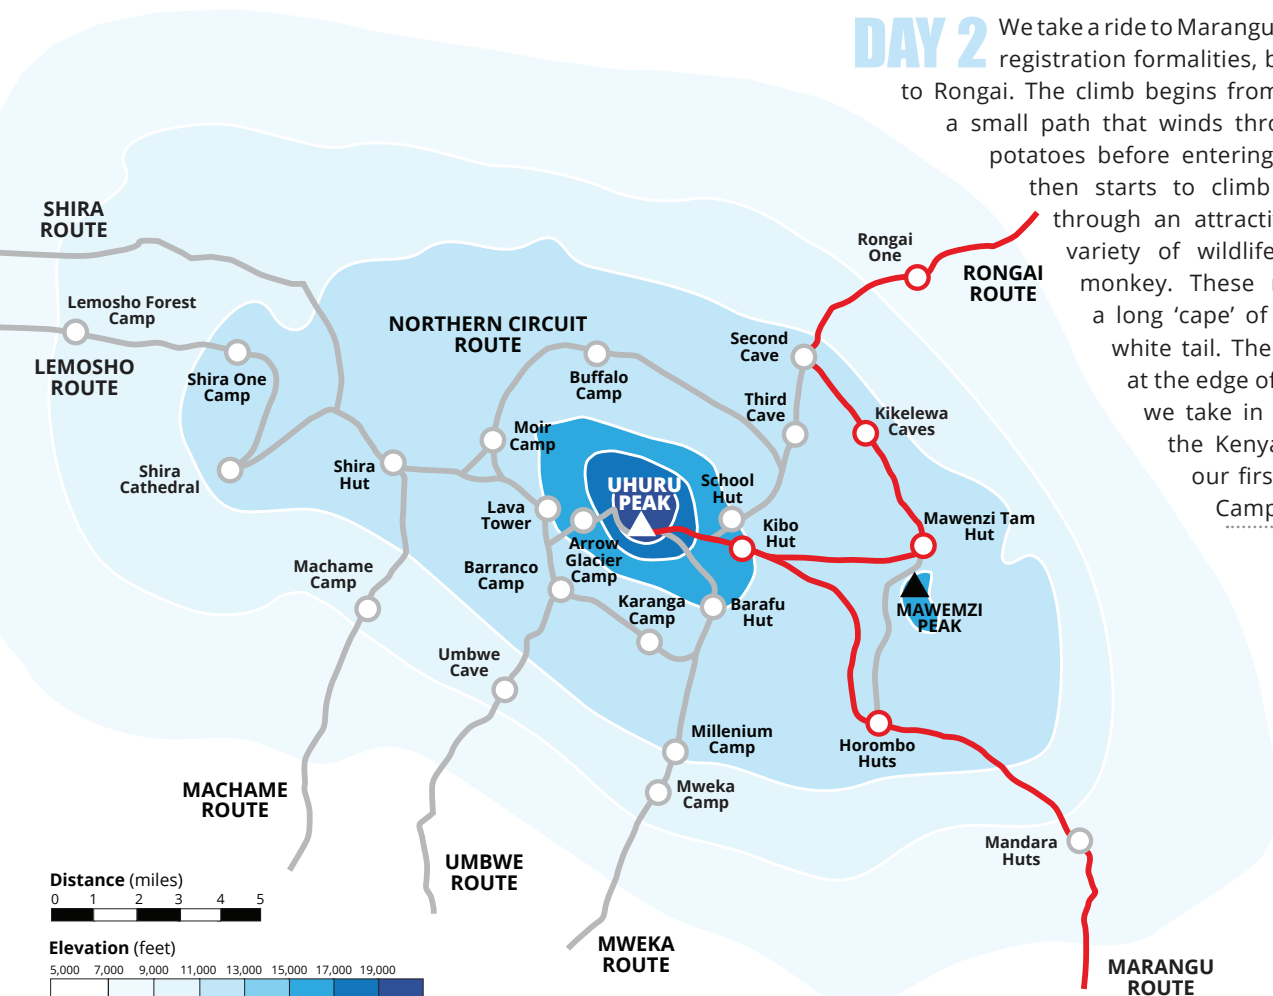 DAY 2 We take a ride to Marangu
registration formalities, b
to Rongai. The climb begins from
a small path that winds thro
potatoes before entering
then starts to climb
through an attracti
variety of wildlife
monkey. These
a long ‘cape’ of
white tail. The
at the edge of
we take in
the Kenya
our first
Camp
SHIRA
ROUTE
Lemosho Forest
Camp
LEMOSHO
ROUTE
Shira One
Camp
Shira
Cathedral
Shira
Hut
NORTHERN CIRCUIT
ROUTE
Buffalo
Camp
Moir
Camp
Lava
Tower
Arrow
Glacier
Camp
UHURU
PEAK
School
Hut
Kibo
Hut
Second
Cave
Third
Cave
Rongai
One
RONGAI
ROUTE
Kikelewa
Caves
Mawenzi Tam
Hut
MAWEMZI
PEAK
Machame
Camp
Barranco
Camp
Karanga
Camp
Barafu
Hut
Umbwe
Cave
Millenium
Camp
Mweka
Camp
Horombo
Huts
Mandara
Huts
MACHAME
ROUTE
UMBWE
ROUTE
MWEKA
ROUTE
MARANGU
ROUTE
Distance (miles)
0 1 2 3 4 5
Elevation (feet)
5,000 7,000 9,000 11,000 13,000 15,000 17,000 19,000